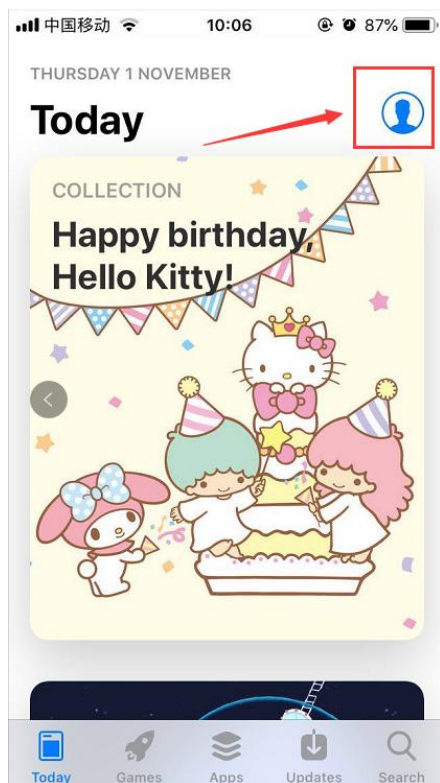 中国移动
10:06
87%
THURSDAY 1 NOVEMBER
Today
COLLECTION
Happy birthday,
Hello Kitty!
Today
Games
Apps
Updates
Search